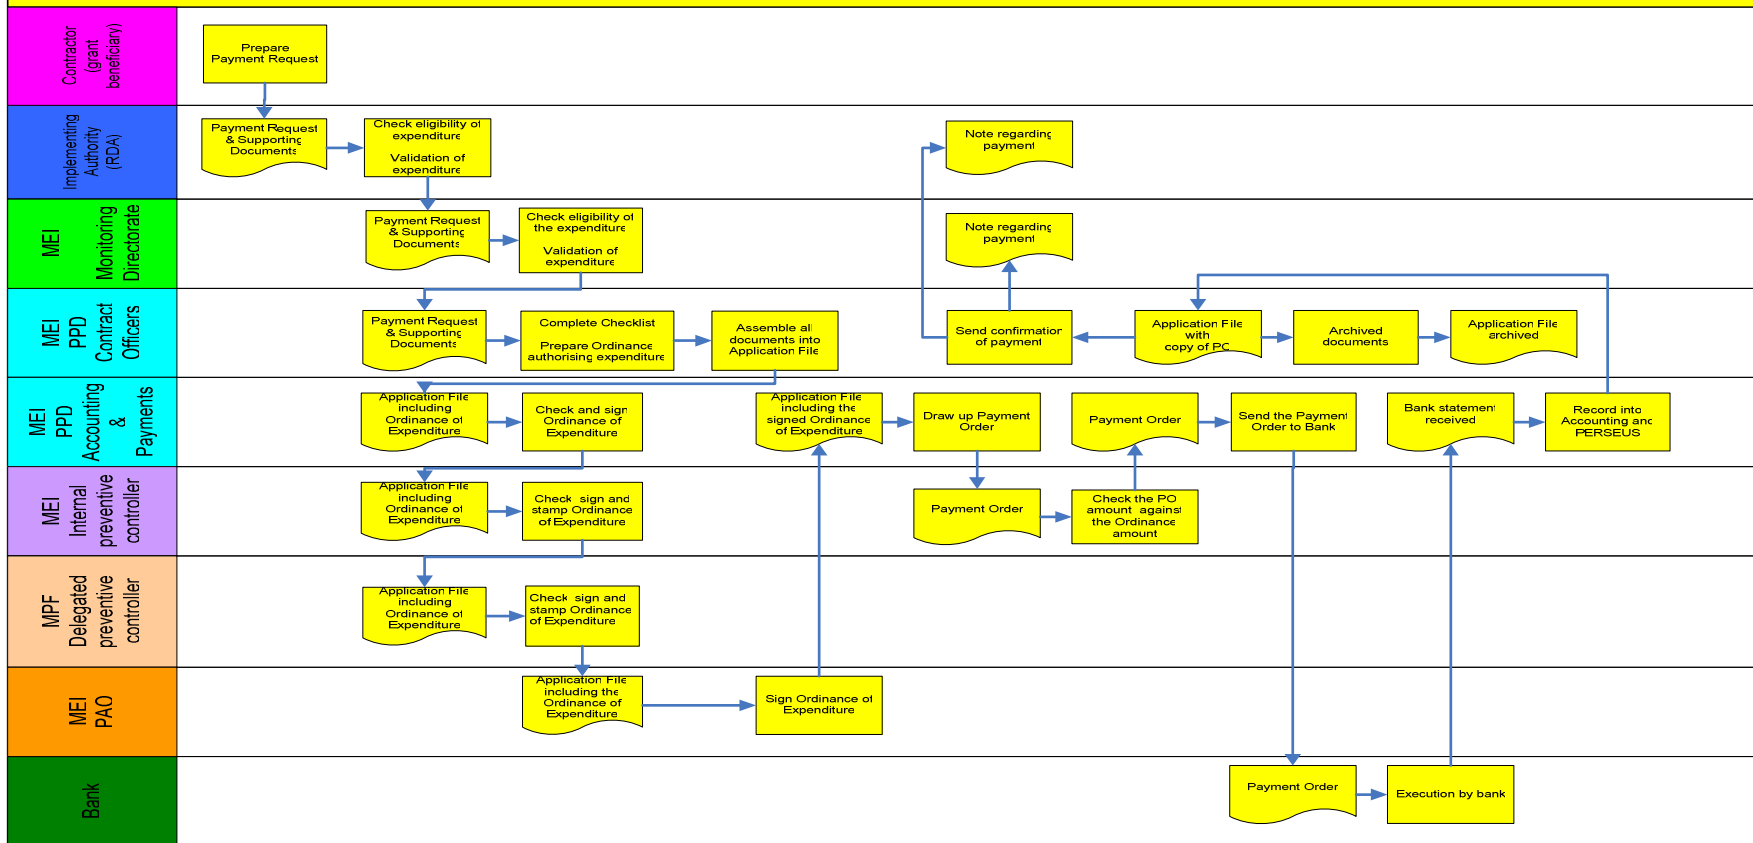 Contractor
(grant
beneficiary)
Prepare
Payment Request
Implementing
Authority
(RDA)
Payment Request
& Supporting
Documents
Check eligibility of
expenditure
Validation of
expenditure
Note regarding
payment
MEI
Monitoring
Directorate
Payment Request
& Supporting
Documents
Check eligibility of
the expenditure
Validation of
expenditure
Note regarding
payment
MEI
PPD
Contract
Officers
Payment Request
& Supporting
Documents
Complete Checklist
Prepare Ordinance
authorising expenditure
Assemble all
documents into
Application File
Send confirmation
of payment
Application File
with
copy of PO
Archived
documents
Application File
archived
MEI
PPD
Accounting
&
Payments
Application File
including
Ordinance of
Expenditure
Check and sign
Ordinance of
Expenditure
Application File
including the
signed Ordinance
of Expenditure
Draw up Payment
Order
Payment Order
Send the Payment
Order to Bank
Bank statement
received
Record into
Accounting and
PERSEUS
MEI
Internal
preventive
controller
Application File
including
Ordinance of
Expenditure
Check sign and
stamp Ordinance
of Expenditure
Payment Order
Check the PO
amount against
the Ordinance
amount
MPF
Delegated
preventive
controller
Application File
including
Ordinance of
Expenditure
Check sign and
stamp Ordinance
of Expenditure
MEI
PAO
Application File
including the
Ordinance of
Expenditure
Sign Ordinance of
Expenditure
Bank
Payment Order
Execution by bank